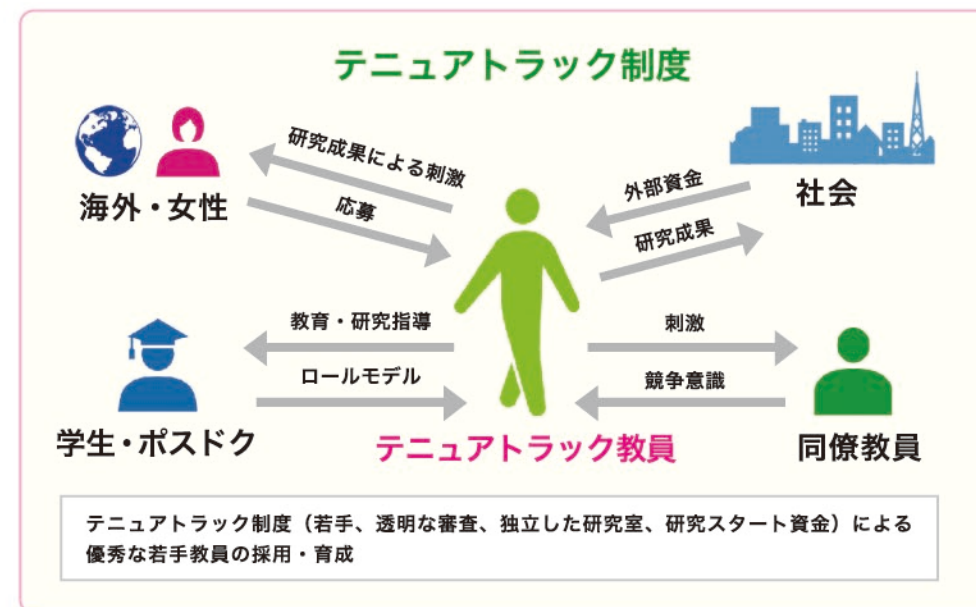 テニュアトラック制度
研究成果による刺激
応募
海外・女性
外部資金
研究成果
社会
教育・研究指導
ロールモデル
学生・ポスドク
テニュアトラック教員
刺激
競争意識
同僚教員
テニュアトラック制度（若手、透明な審査、独立した研究室、研究スタート資金）による
優秀な若手教員の採用・育成